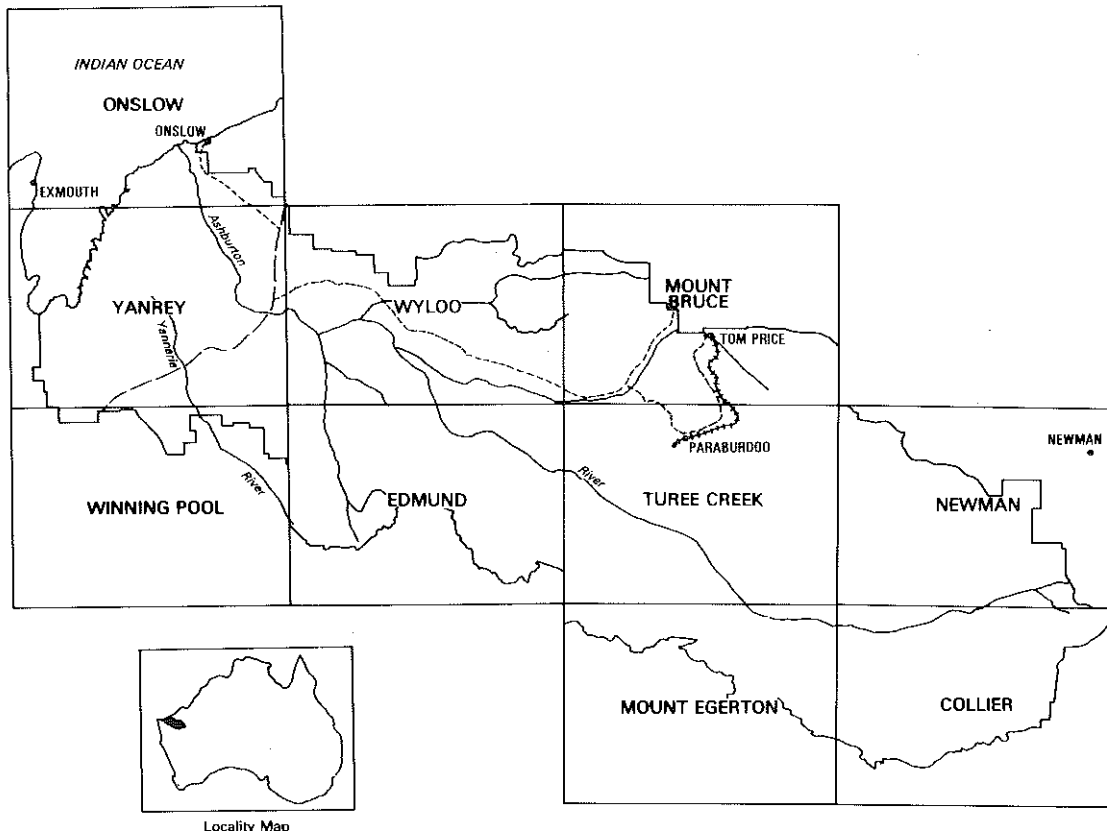 INDIAN OCEAN
ONSLOW
ONSLOW
EXMOUTH
Ashburton
YANREY
Yannarie
WYLOO
MOUNT
BRUCE
TOM PRICE
PARABURDOO
NEWMAN
WINNING POOL
River
EDMUND
River
TUREE CREEK
NEWMAN
MOUNT EGERTON
COLLIER
Locality Map